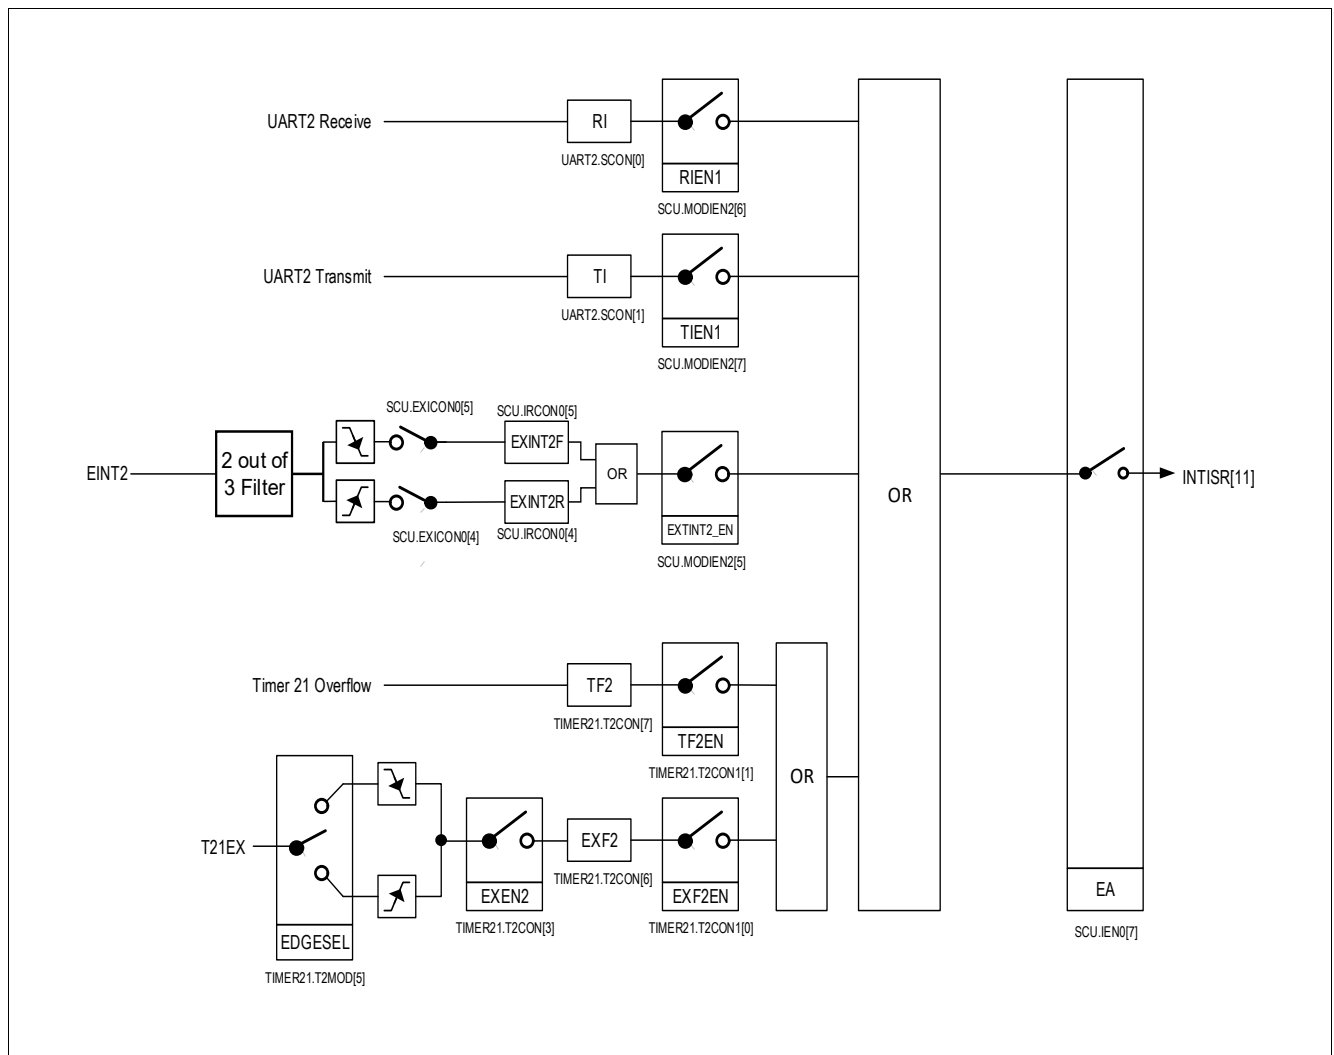 UART2 Receive
RI
UART2.SCON[0]
RIEN1
SCU.MODIEN2[6]
UART2 Transmit
TI
UART2.SCON[1]
TIEN1
SCU.MODIEN2[7]
SCU.EXICON0[5]
SCU.IRCON0[5]
EINT2
2 out of
3 Filter
EXINT2F
EXINT2R
OR
SCU.EXICON0[4]
SCU.IRCON0[4]
EXTINT2_EN
SCU.MODIEN2[5]
OR
INTISR[11]
Timer 21 Overflow
TF2
TIMER21.T2CON[7]
TF2EN
TIMER21.T2CON1[1]
OR
T21EX
EDGESEL
TIMER21.T2MOD[5]
EXEN2
TIMER21.T2CON[3]
EXF2
TIMER21.T2CON[6]
EXF2EN
TIMER21.T2CON1[0]
EA
SCU.IEN0[7]